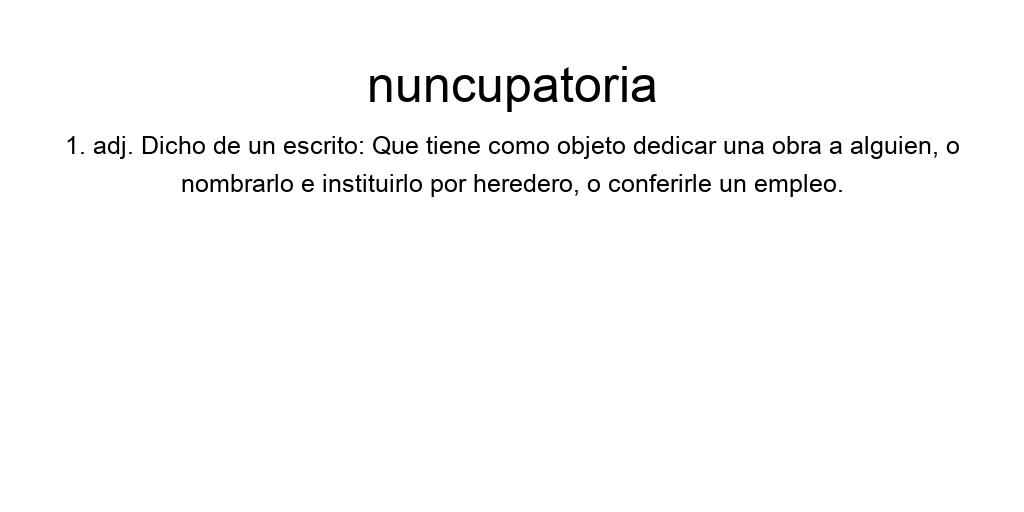 nuncupatoria
1. adj. Dicho de un escrito: Que tiene como objeto dedicar una obra a alguien, o
nombrarlo e instituirlo por heredero, o conferirle un empleo.